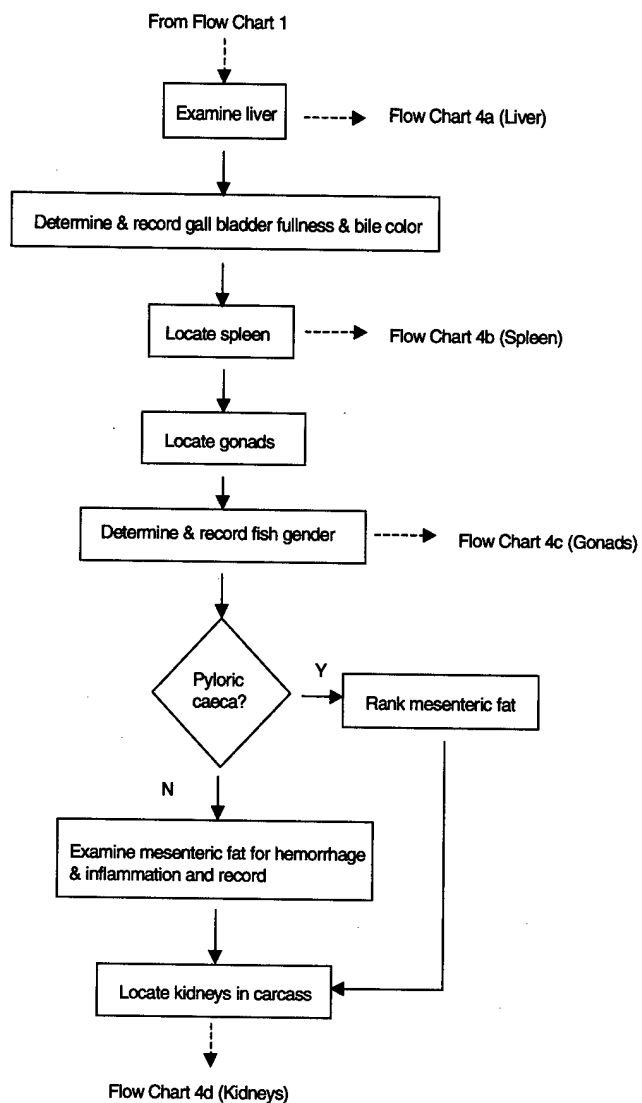 From Flow Chart 1
Examine liver
Flow Chart 4a (Liver)
Determine & record gall bladder fullness & bile color
Locate spleen
Flow Chart 4b (Spleen)
Locate gonads
Determine & record fish gender
Flow Chart 4c (Gonads)
Pyloric
caeca?
Y
Rank mesenteric fat
N
Examine mesenteric fat for hemorrhage
& inflammation and record
Locate kidneys in carcass
Flow Chart 4d (Kidneys)